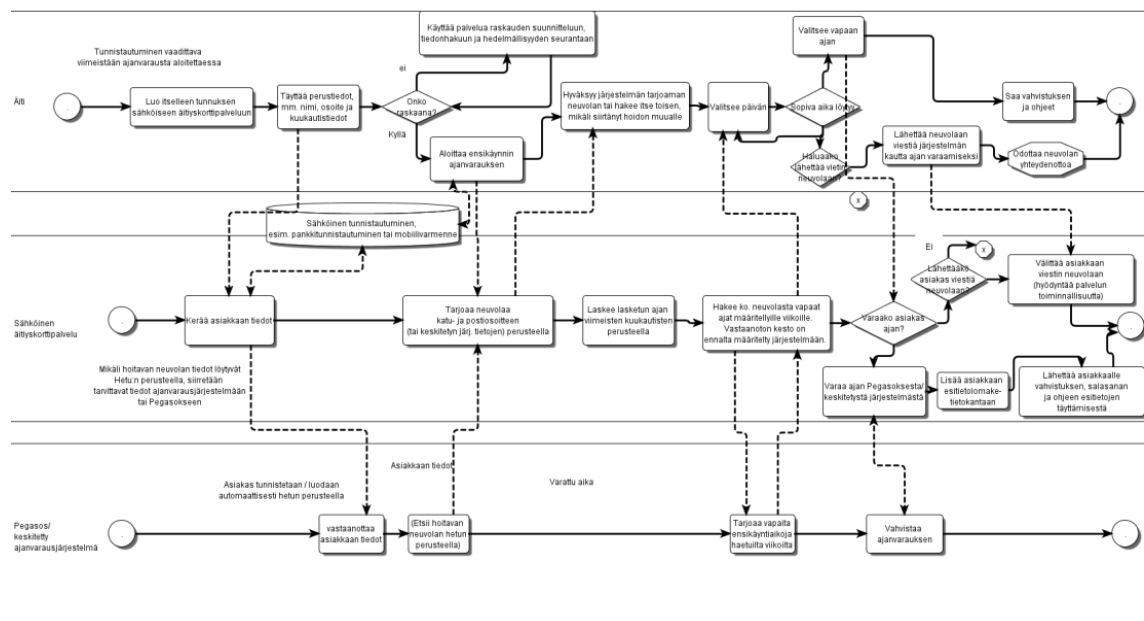 Käyttää palvelua raskauden suunnitteluun,
tiedonhakuun ja hedelmällisyyden seurantaan
Valitsee vapaan
ajan
Tunnistautuminen vaadittava
viimeistään ajanvarausta aloitettaessa
ei
Äiti
Luo itselleen tunnuksen
sähköiseen äitiyskorttipalveluun
Täyttää perustiedot,
mm. nimi, osoite ja
kuukautistiedot
Onko
raskaana?
Hyväksyy järjestelmän tarjoaman
neuvolan tai hakee itse toisen,
mikäli siirtänyt hoidon muualle
Valitsee päivän
Sopiva aika löytyy
Saa vahvistuksen
ja ohjeet
Kyllä
Aloittaa ensikäynnin
ajanvarauksen
Haluaako
lähettää vietin
neuvolaan?
Lähettää neuvolaan
viestiä järjestelmän
kautta ajan varaamiseksi
Odottaa neuvolan
yhteydenottoa
x
Sähköinen tunnistautuminen,
esim. pankkitunnistautuminen tai mobiilivarmenne
Ei
x
Lähettääkö
asiakas viestiä
neuvolaan?
Välittää asiakkaan
viestin neuvolaan
(hyödyntää palvelun
toiminnallisuutta)
Sähköinen
äitiyskorttipalvelu
Kerää asiakkaan tiedot
Tarjoaa neuvolaa
katu- ja postiosoitteen
(tai keskitetyn järj. tietojen) perusteella
Laskee lasketun ajan
viimeisten kuukautisten
perusteella
Hakee ko. neuvolasta vapaat
ajat määritellyille viikoille.
Vastaanoton kesto on
ennalta määritelty järjestelmään.
Varaako asiakas
ajan?
Mikäli hoitavan neuvolan tiedot löytyvät
Hetu:n perusteella, siirretään
tarvittavat tiedot ajanvarausjärjestelmään
tai Pegasokseen
Varaa ajan Pegasoksesta/
keskitetystä järjestelmästä
Lisää asiakkaan
esitietolomake-
tietokantaan
Lähettää asiakkaalle
vahvistuksen, salasanan
ja ohjeen esitietojen
täyttämisestä
Asiakkaan tiedot
Asiakas tunnistetaan / luodaan
automaattisesti hetun perusteella
Varattu aika
Pegasos/
keskitetty
ajanvarausjärjestelmä
vastaanottaa
asiakkaan tiedot
(Etsii hoitavan
neuvolan hetun
perusteella)
Tarjoaa vapaita
ensikäyntiaikoja
haetuilta viikoilta
Vahvistaa
ajanvarauksen